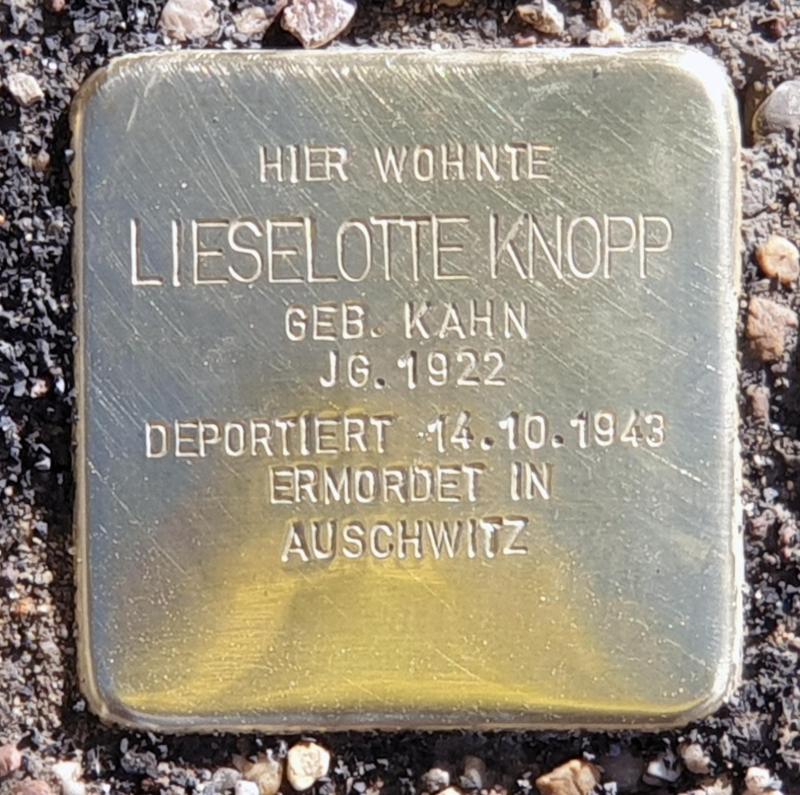 HIER WOHNTE
LIESELOTTE KNOPP
GEB. KAHN
JG. 1922
DEPORTIERT 14.10.1943
ERMORDET IN
AUSCHWITZ